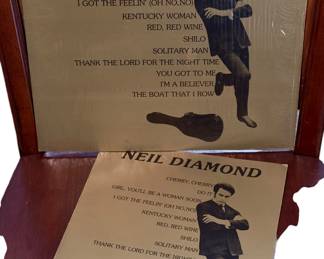 I GOT THE FEELIN' (OH NO,NO)
KENTUCKY WOMAN
RED, RED WINE
SHILO
SOLITARY MAN
THANK THE LORD FOR THE NIGHT TIME
YOU GOT TO ME
I'M A BELIEVER
THE BOAT THAT I ROW
NEIL DIAMOND
CHERRY, CHERRY
DO IT
GIRL, YOU'LL BE A WOMAN SOON
I GOT THE FEELIN' (OH NO,NO)
KENTUCKY WOMAN
RED, RED WINE
SHILO
SOLITARY MAN
THANK THE LORD FOR THE NIGHT